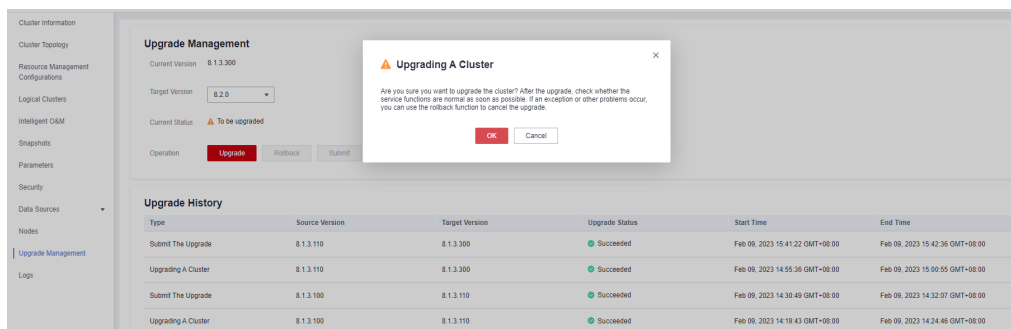 Cluster Information
Cluster Topology
Resource Management
Configurations
Logical Clusters
Intelligent O&M
Snapshots
Parameters
Security
Data Sources
Nodes
Upgrade Management
Logs
Upgrade Management
Current Version 8.1.3.300
Target Version 8.2.0
Current Status To be upgraded
Operation Upgrade Rollback Submit
Upgrading A Cluster
Are you sure you want to upgrade the cluster? After the upgrade, check whether the
service functions are normal as soon as possible. If an exception or other problems occur,
you can use the rollback function to cancel the upgrade.
OK Cancel
Upgrade History
Type Source Version Target Version Upgrade Status Start Time End Time
Submit The Upgrade 8.1.3.110 8.1.3.300 Succeeded Feb 09, 2023 15:41:22 GMT+08:00 Feb 09, 2023 15:42:36 GMT+08:00
Upgrading A Cluster 8.1.3.110 8.1.3.300 Succeeded Feb 09, 2023 14:55:36 GMT+08:00 Feb 09, 2023 15:00:55 GMT+08:00
Submit The Upgrade 8.1.3.100 8.1.3.110 Succeeded Feb 09, 2023 14:30:49 GMT+08:00 Feb 09, 2023 14:32:07 GMT+08:00
Upgrading A Cluster 8.1.3.100 8.1.3.110 Succeeded Feb 09, 2023 14:19:43 GMT+08:00 Feb 09, 2023 14:24:46 GMT+08:00